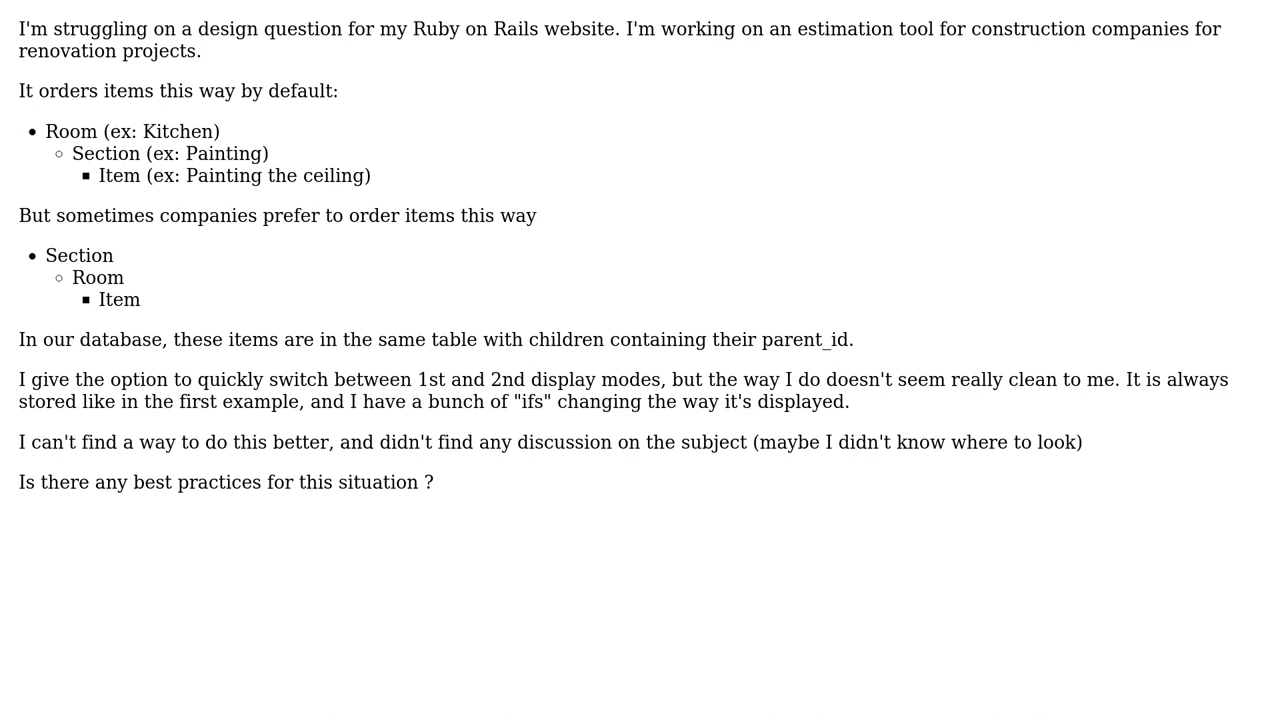 I'm struggling on a design question for my Ruby on Rails website. I'm working on an estimation tool for construction companies for
renovation projects.
It orders items this way by default:
Room (ex: Kitchen)
Section (ex: Painting)
Item (ex: Painting the ceiling)
But sometimes companies prefer to order items this way
Section
Room
Item
In our database, these items are in the same table with children containing their parent_id.
I give the option to quickly switch between 1st and 2nd display modes, but the way I do doesn't seem really clean to me. It is always
stored like in the first example, and I have a bunch of "ifs" changing the way it's displayed.
I can't find a way to do this better, and didn't find any discussion on the subject (maybe I didn't know where to look)
Is there any best practices for this situation ?